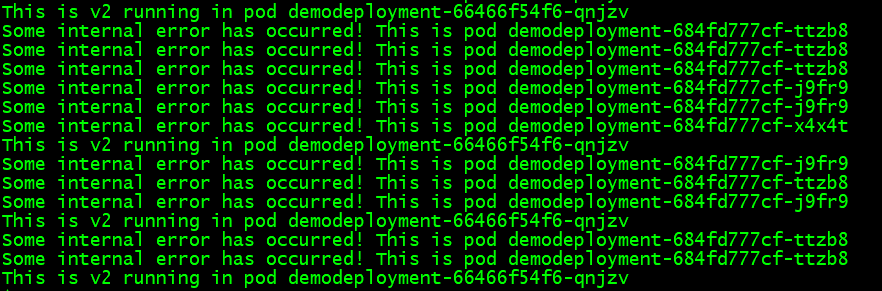 This is v2 running in pod demodeployment-66466f54f6-qnjzv
Some internal error has occurred! This is pod demodeployment-684fd777cf-ttzb8
Some internal error has occurred! This is pod demodeployment-684fd777cf-ttzb8
Some internal error has occurred! This is pod demodeployment-684fd777cf-ttzb8
Some internal error has occurred! This is pod demodeployment-684fd777cf-j9fr9
Some internal error has occurred! This is pod demodeployment-684fd777cf-j9fr9
Some internal error has occurred! This is pod demodeployment-684fd777cf-x4x4t
This is v2 running in pod demodeployment-66466f54f6-qnjzv
Some internal error has occurred! This is pod demodeployment-684fd777cf-j9fr9
Some internal error has occurred! This is pod demodeployment-684fd777cf-ttzb8
Some internal error has occurred! This is pod demodeployment-684fd777cf-j9fr9
This is v2 running in pod demodeployment-66466f54f6-qnjzv
Some internal error has occurred! This is pod demodeployment-684fd777cf-ttzb8
Some internal error has occurred! This is pod demodeployment-684fd777cf-ttzb8
This is v2 running in pod demodeployment-66466f54f6-qnjzv